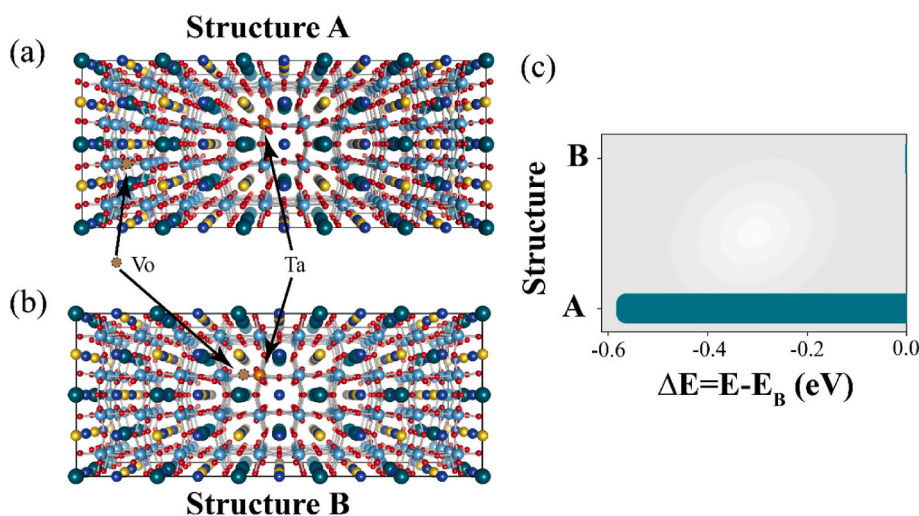 Structure A
(a)
(c)
B
Structure
A
-0.6
-0.4
-0.2
0.0
ΔE=E-E_B (eV)
Vo
Ta
(b)
Structure B